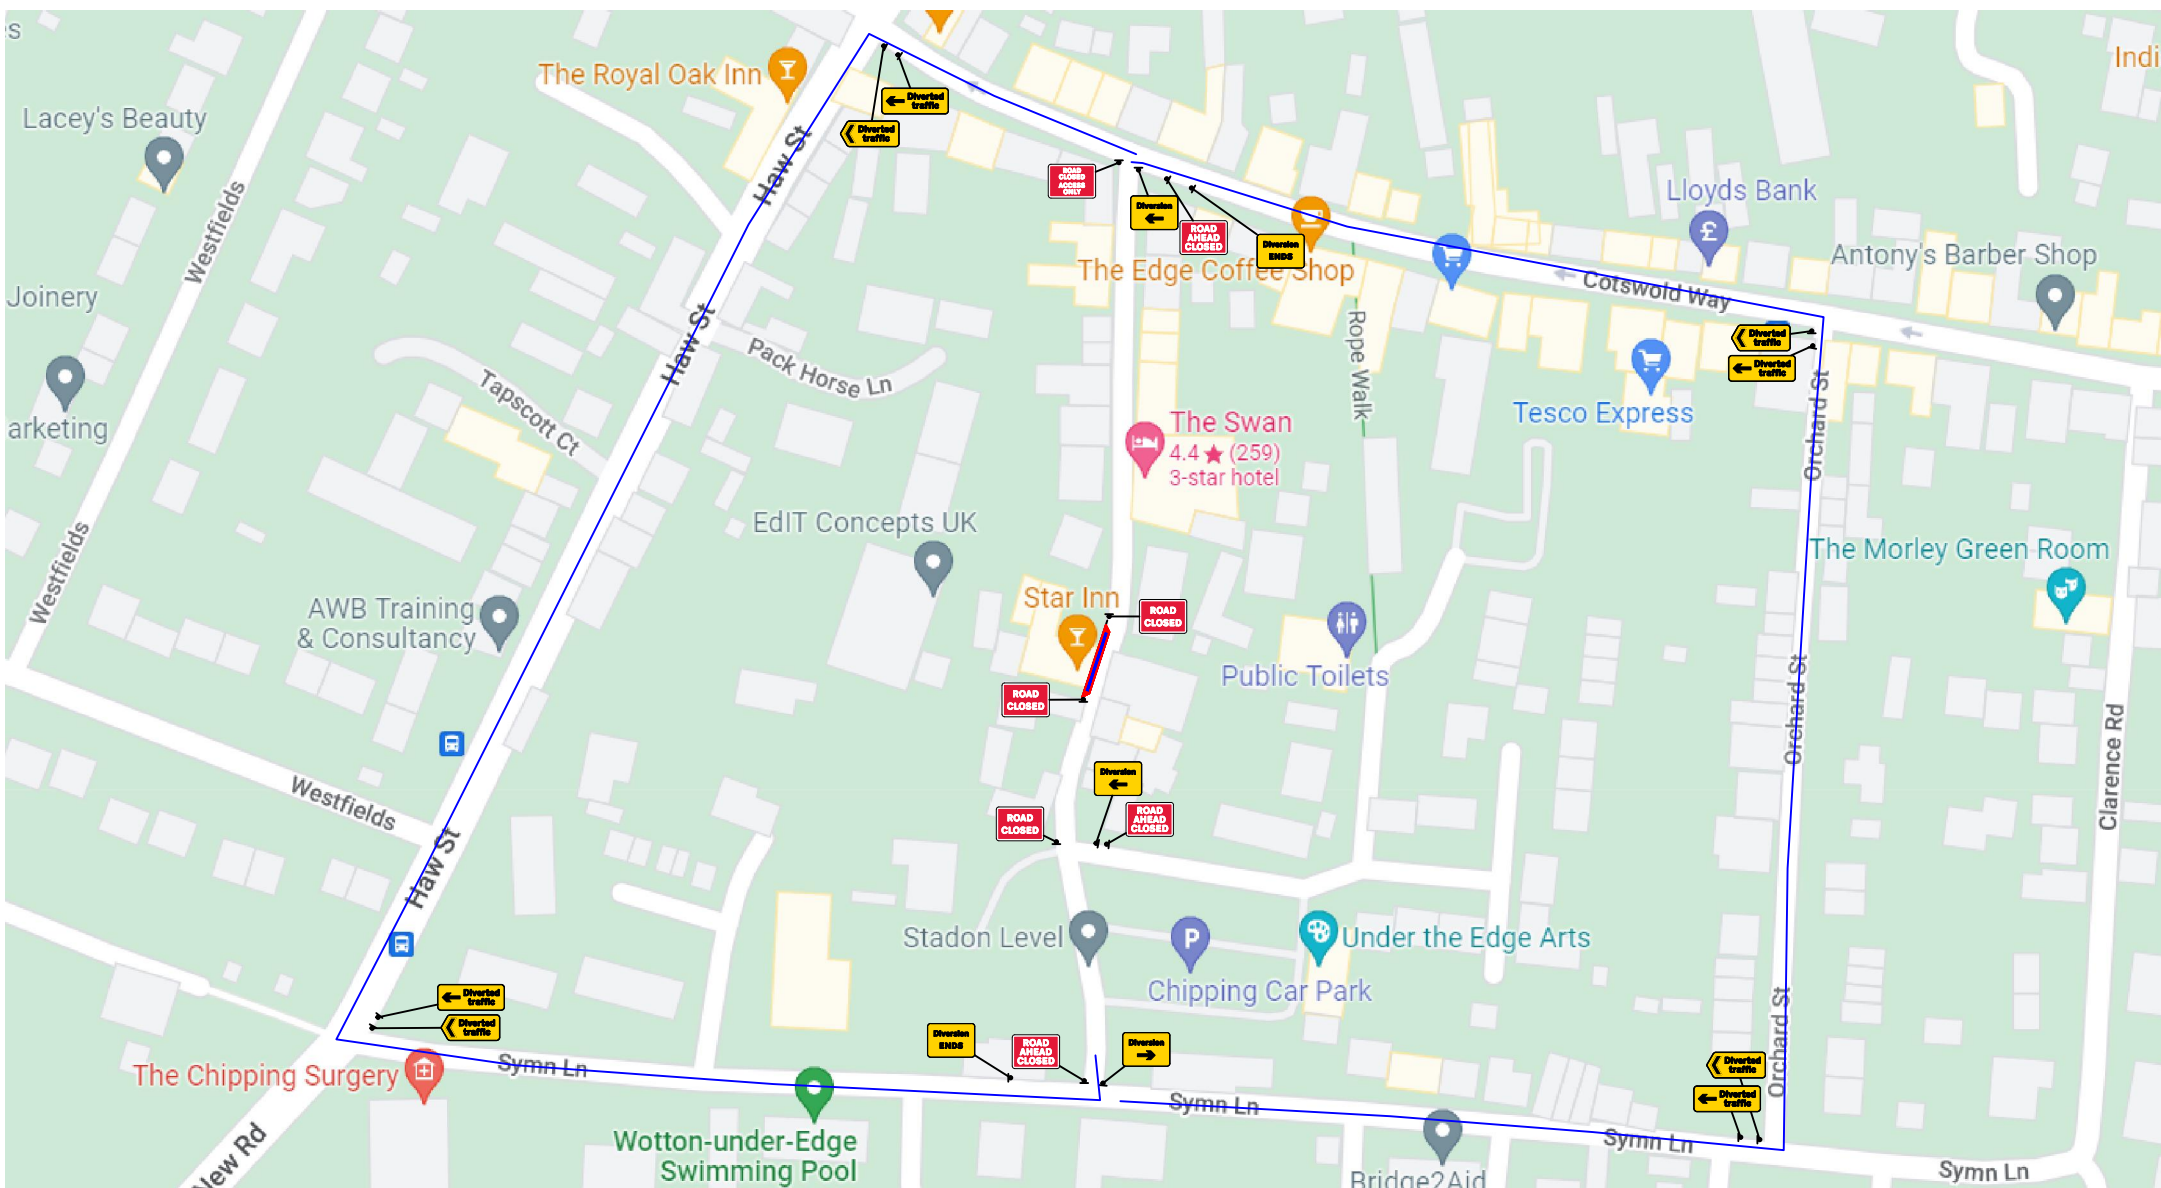 s
Indi
The Royal Oak Inn
Diverted
traffic
Diverted
traffic
Lacey's Beauty
Haw St
ROAD
CLOSED
ACCESS
ONLY
Diversion
ROAD
AHEAD
CLOSED
Diversion
ENDS
Lloyds Bank
Westfields
The Edge Coffee Shop
Antony's Barber Shop
Cotswold Way
Joinery
Haw St
Pack Horse Ln
Rope Walk
Diverted
traffic
Diverted
traffic
Tapscott Ct
Tesco Express
Orchard St
arketing
The Swan
4.4 ★ (259)
3-star hotel
EdIT Concepts UK
The Morley Green Room
Westfields
AWB Training
& Consultancy
Star Inn
ROAD
CLOSED
Public Toilets
ROAD
CLOSED
Orchard St
Clarence Rd
Westfields
Diversion
ROAD
CLOSED
ROAD
AHEAD
CLOSED
Haw St
Stadon Level
P
Under the Edge Arts
Chipping Car Park
Diverted
traffic
Diverted
traffic
Orchard St
The Chipping Surgery
Symn Ln
Diversion
ENDS
ROAD
AHEAD
CLOSED
Diversion
Diverted
traffic
Diverted
traffic
Symn Ln
Symn Ln
Symn Ln
New Rd
Wotton-under-Edge
Swimming Pool
Bridge2Aid